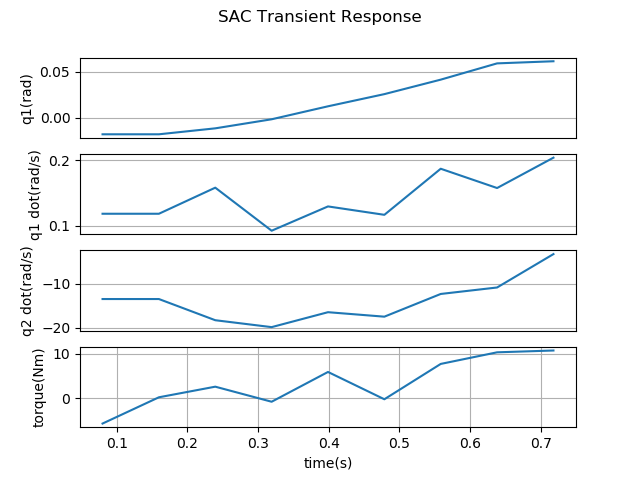 SAC Transient Response
q1(rad)
0.05
0.00
q1 dot(rad/s)
0.2
0.1
q2 dot(rad/s)
−10
−20
torque(Nm)
10
0
0.1 0.2 0.3 0.4 0.5 0.6 0.7
time(s)